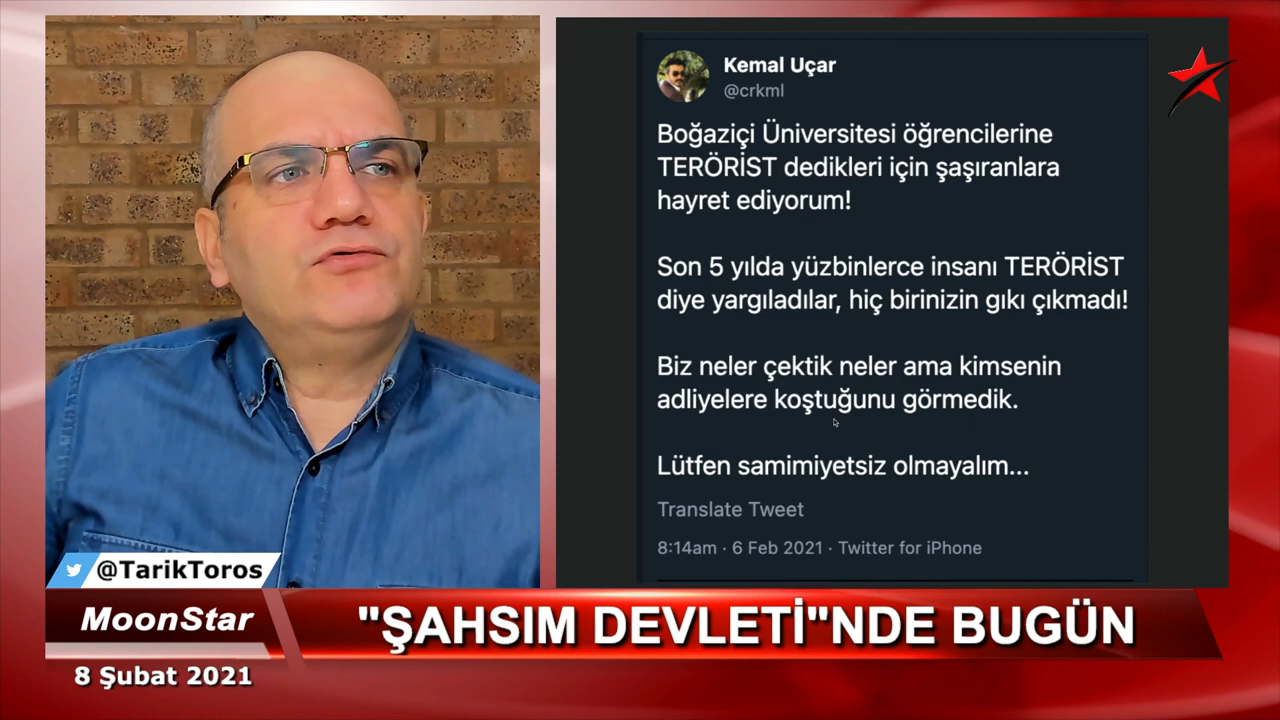 Kemal Uçar
@crkml
Boğaziçi Üniversitesi öğrencilerine
TERÖRİST dedikleri için şaşıranlara
hayret ediyorum!
Son 5 yılda yüzbinlerce insanı TERÖRİST
diye yargıladılar, hiç birinizin gıkı çıkmadı!
Biz neler çektik neler ama kimsenin
adliyelere koştuğunu görmedik.
Lütfen samimiyetsiz olmayalım...
Translate Tweet
8:14am · 6 Feb 2021 · Twitter for iPhone
@TarikToros
MoonStar
"ŞAHSIM DEVLETİ"NDE BUGÜN
8 Şubat 2021